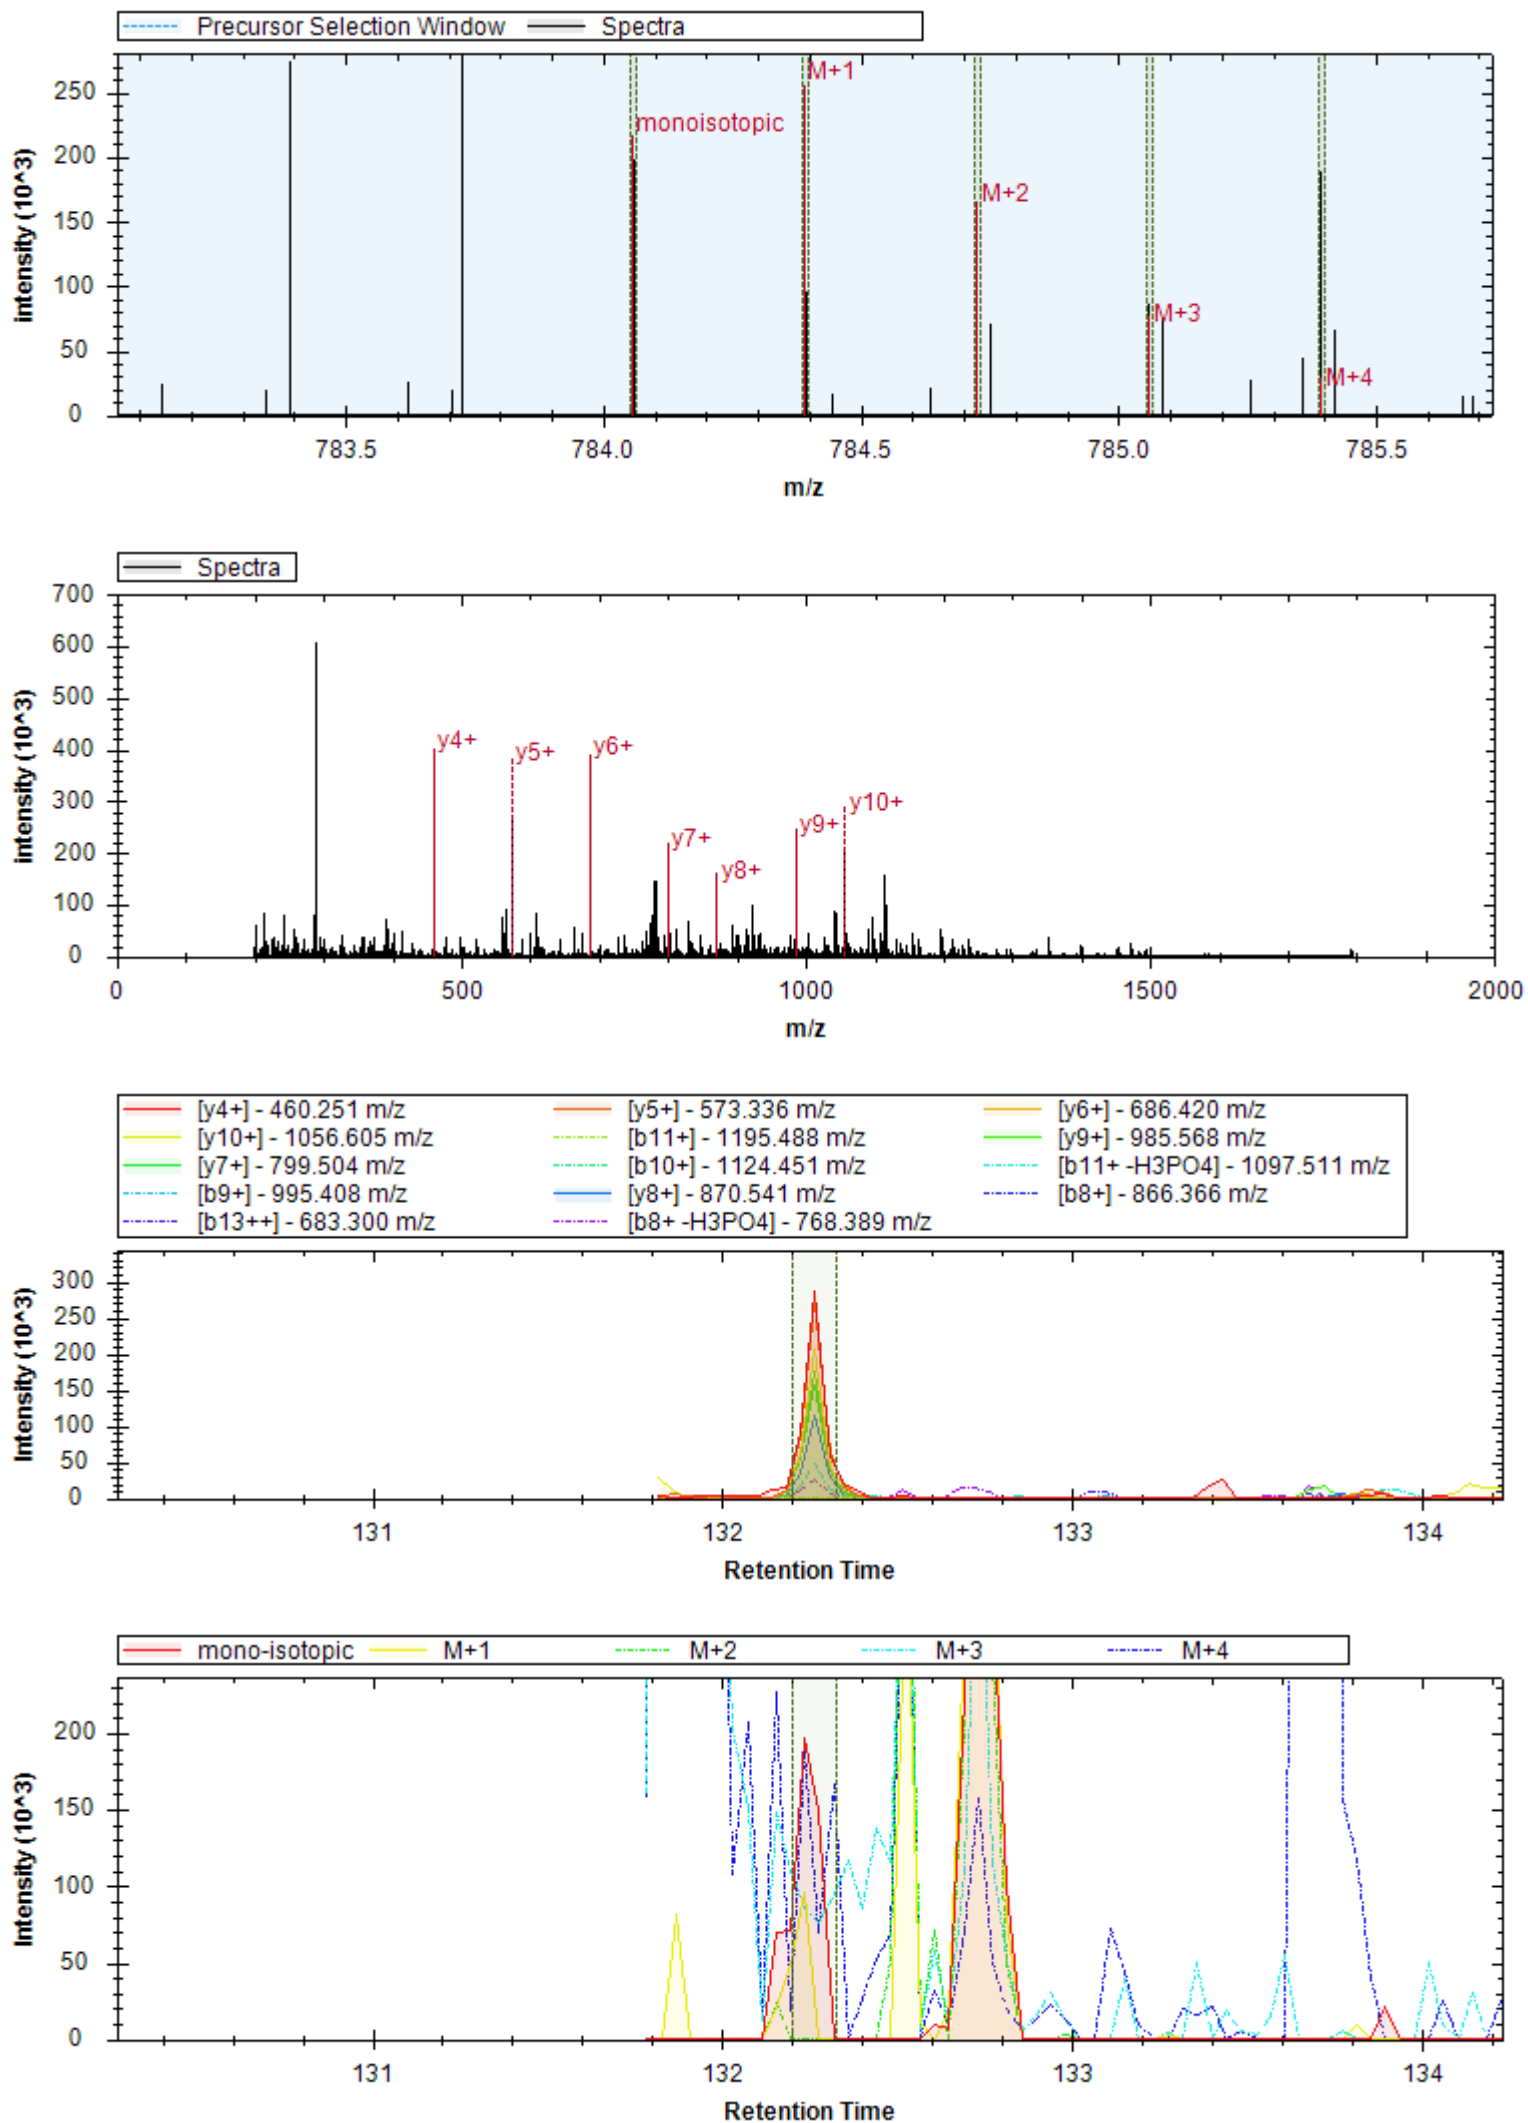 Precursor Selection Window Spectra
M+1
250
monoisotopic
200
M+2
150
100
M+3
50
M+4
0
783.5 784.0 784.5 785.0 785.5
intensity (10^3)
m/z
Spectra
700
600
500
y4+ y5+ y6+
400
y10+
300
y9+
y7+
200
y8+
100
0
0 500 1000 1500 2000
intensity (10^3)
m/z
[y4+] - 460.251 m/z [y5+] - 573.336 m/z [y6+] - 686.420 m/z
[y10+] - 1056.605 m/z [b11+] - 1195.488 m/z [y9+] - 985.568 m/z
[y7+] - 799.504 m/z [b10+] - 1124.451 m/z [b11+ -H3PO4] - 1097.511 m/z
[b9+] - 995.408 m/z [y8+] - 870.541 m/z [b8+] - 866.366 m/z
[b13++] - 683.300 m/z [b8+ -H3PO4] - 768.389 m/z
300
250
200
150
100
50
0
131 132 133 134
Intensity (10^3)
Retention Time
mono-isotopic M+1 M+2 M+3 M+4
200
150
100
50
0
131 132 133 134
Intensity (10^3)
Retention Time